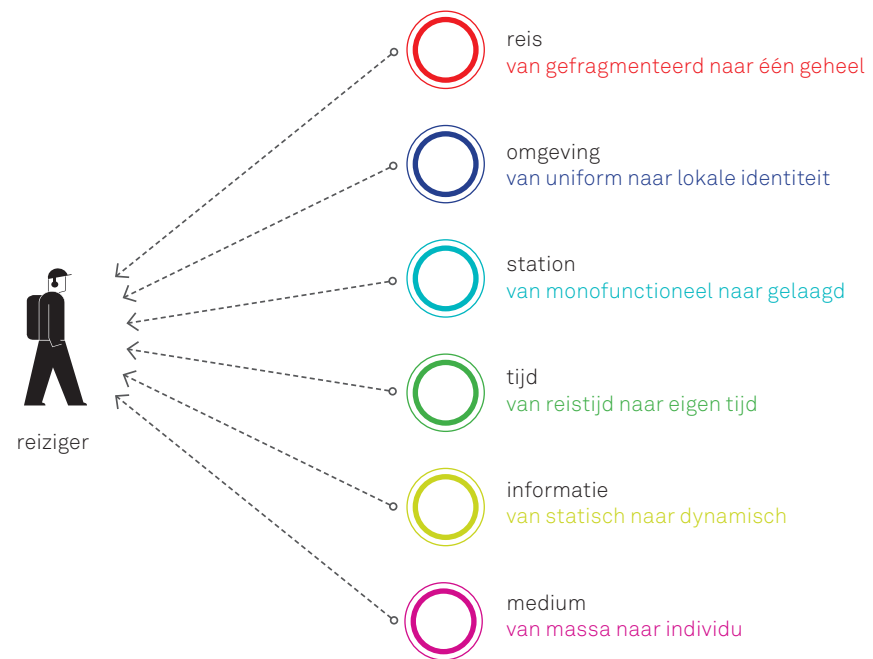 reis
van gefragmenteerd naar één geheel
omgeving
van uniform naar lokale identiteit
station
van monofunctioneel naar gelaagd
tijd
van reistijd naar eigen tijd
reiziger
informatie
van statisch naar dynamisch
medium
van massa naar individu